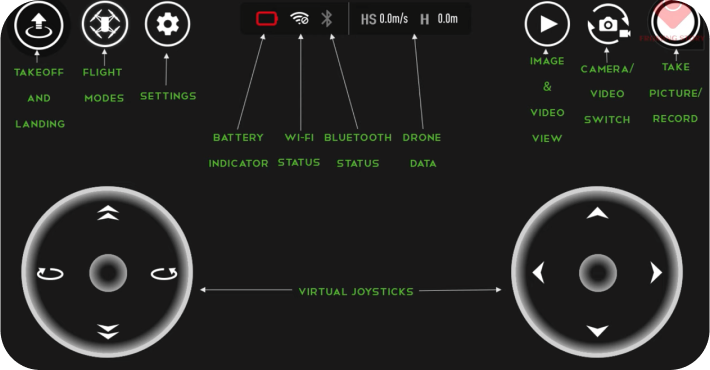 HS 0.0m/s H 0.0m
TAKEOFF
AND
LANDING
FLIGHT
MODES
SETTINGS
BATTERY
INDICATOR
WI-FI
STATUS
BLUETOOTH
STATUS
DRONE
DATA
IMAGE
&
VIDEO
VIEW
CAMERA/
VIDEO
SWITCH
TAKE
PICTURE/
RECORD
VIRTUAL JOYSTICKS